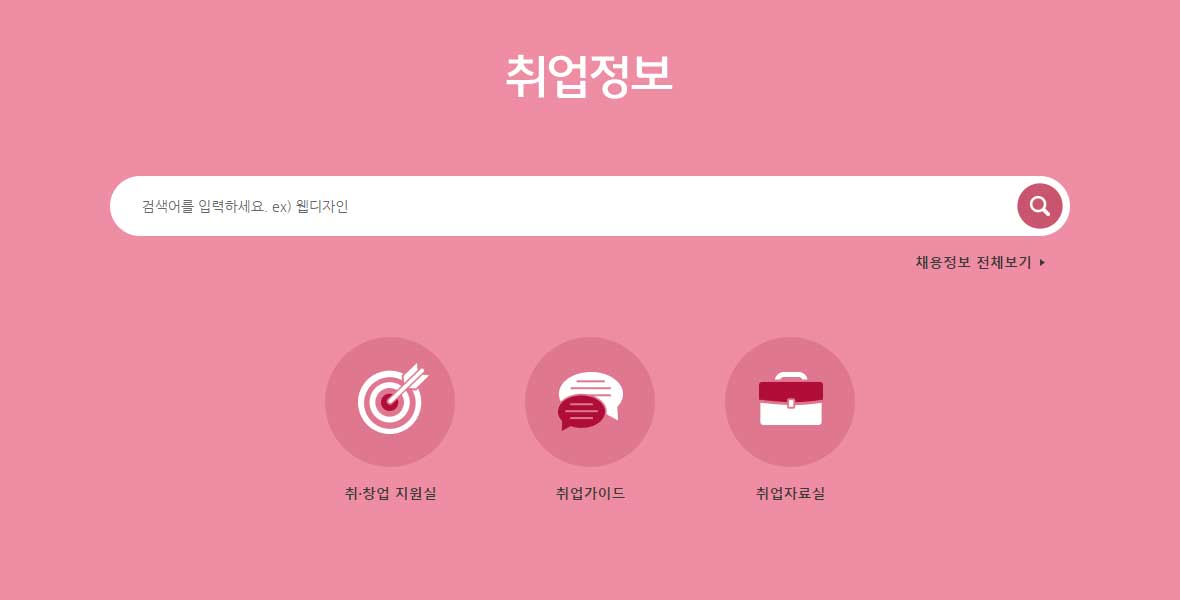 취업정보
검색어를 입력하세요. ex) 웹디자인
채용정보 전체보기
취·창업 지원실
취업가이드
취업자료실